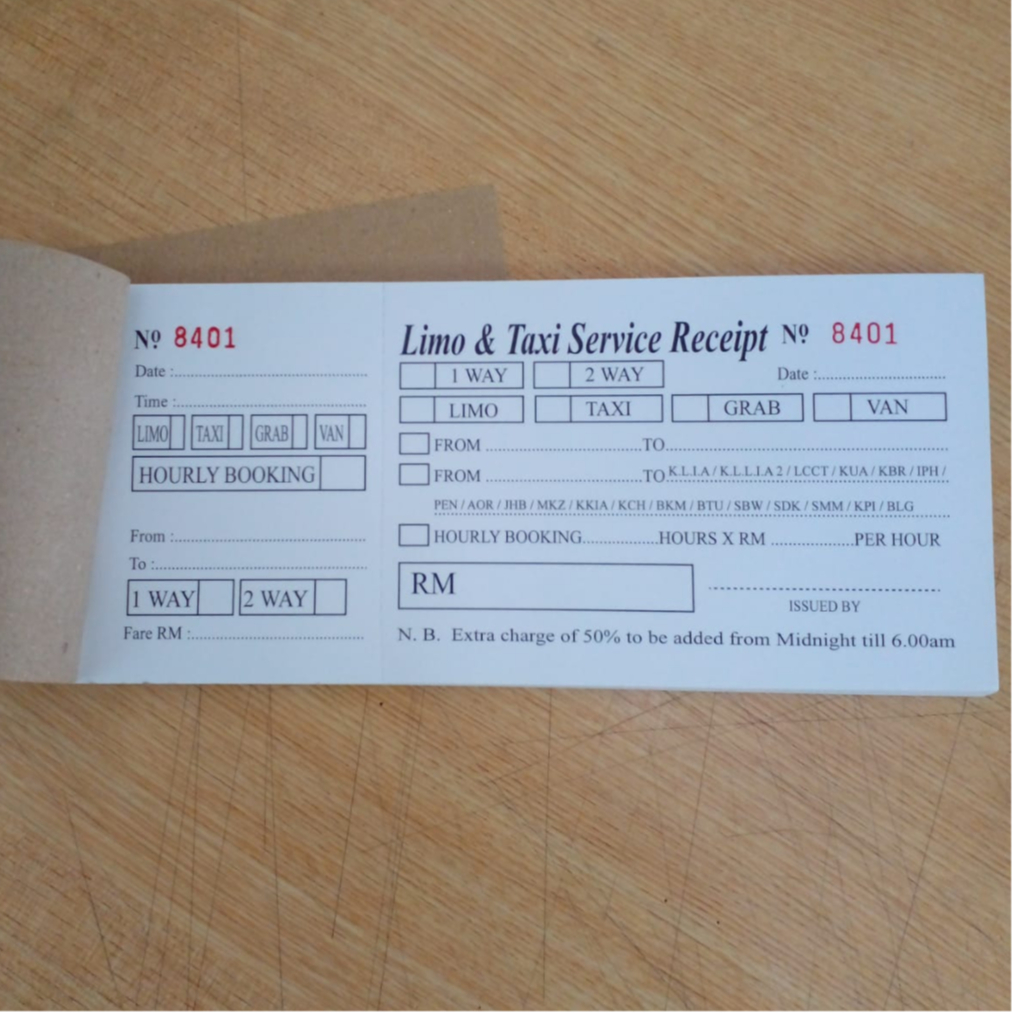 Nº 8401
Date :
Time :
LIMO TAXI GRAB VAN
HOURLY BOOKING
From :
To :
1 WAY 2 WAY
Fare RM :
Limo & Taxi Service Receipt Nº 8401
1 WAY 2 WAY Date :
LIMO TAXI GRAB VAN
FROM TO
FROM TO K.L.I.A / K.L.L.I.A 2 / LCCT / KUA / KBR / IPH /
PEN / AOR / JHB / MKZ / KKIA / KCH / BKM / BTU / SBW / SDK / SMM / KPI / BLG
HOURLY BOOKING HOURS X RM PER HOUR
RM
ISSUED BY
N. B. Extra charge of 50% to be added from Midnight till 6.00am